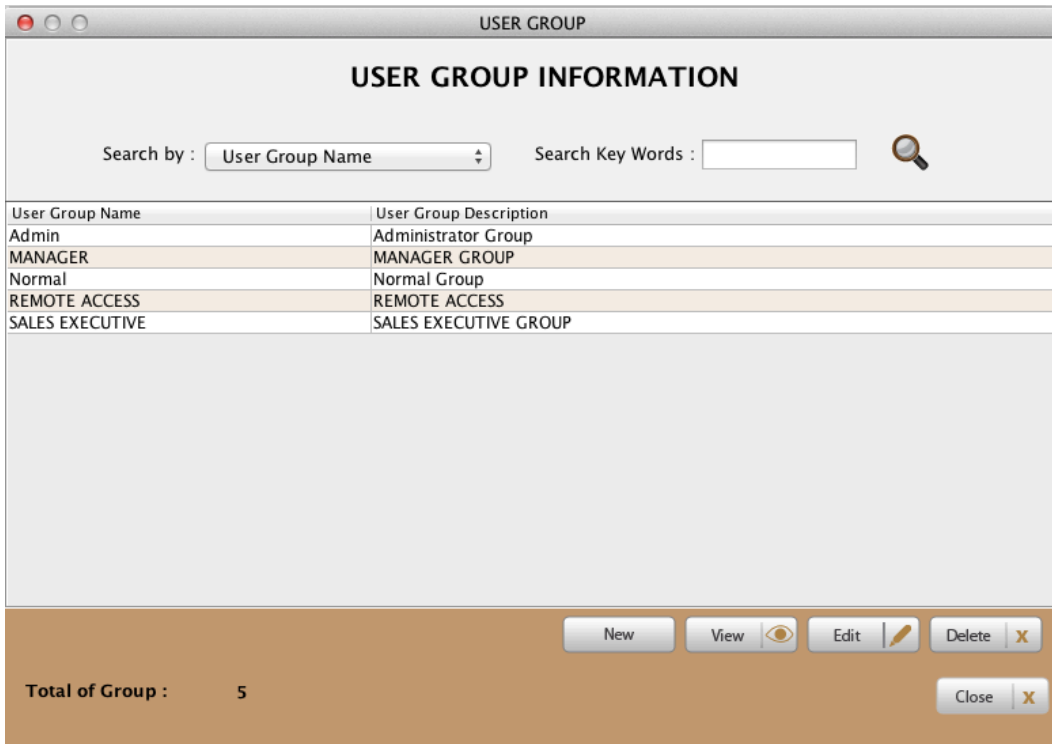 USER GROUP
USER GROUP INFORMATION
Search by : User Group Name Search Key Words :
User Group Name User Group Description
Admin Administrator Group
MANAGER MANAGER GROUP
Normal Normal Group
REMOTE ACCESS REMOTE ACCESS
SALES EXECUTIVE SALES EXECUTIVE GROUP
New View Edit Delete x
Total of Group : 5 Close x